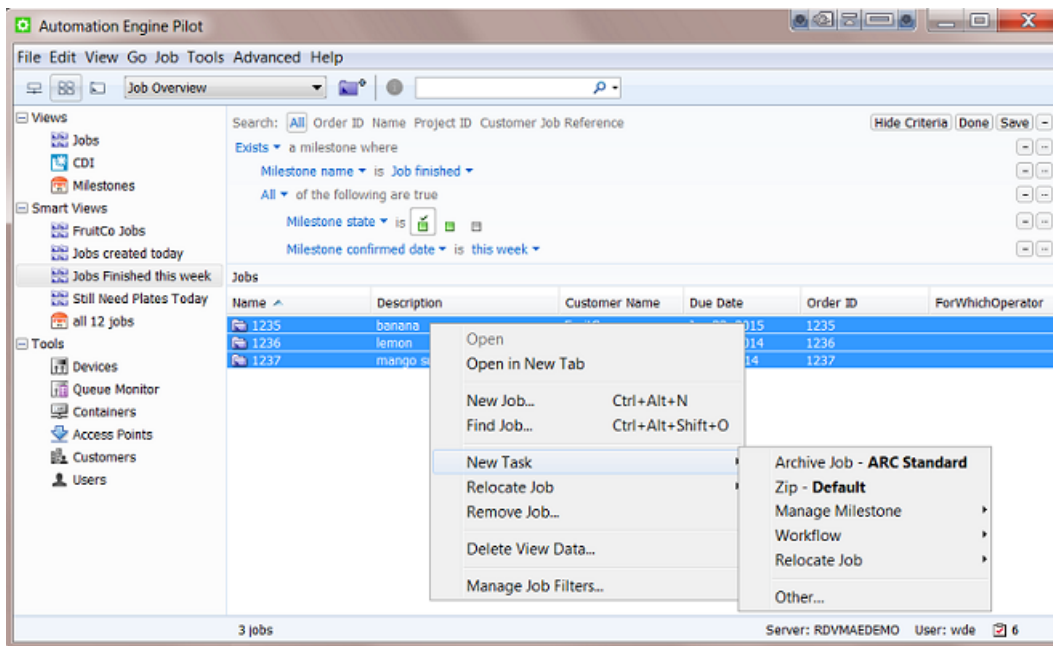 Automation Engine Pilot
File Edit View Go Job Tools Advanced Help
Job Overview
Views
Jobs
CDI
Milestones
Smart Views
FruitCo Jobs
Jobs created today
Jobs Finished this week
Still Need Plates Today
all 12 jobs
Tools
Devices
Queue Monitor
Containers
Access Points
Customers
Users
Search: All Order ID Name Project ID Customer Job Reference Hide Criteria Done Save
Exists a milestone where
Milestone name is Job finished
All of the following are true
Milestone state is
Milestone confirmed date is this week
Jobs
Name Description Customer Name Due Date Order ID ForWhichOperator
1235 banana 2015 1235
1236 lemon 1236
1237 mango 1237
Open
Open in New Tab
New Job... Ctrl+Alt+N
Find Job... Ctrl+Alt+Shift+O
New Task
Relocate Job
Remove Job...
Delete View Data...
Manage Job Filters...
Archive Job - ARC Standard
Zip - Default
Manage Milestone
Workflow
Relocate Job
Other...
3 jobs Server: RDVMAEDEMO User: wde 6